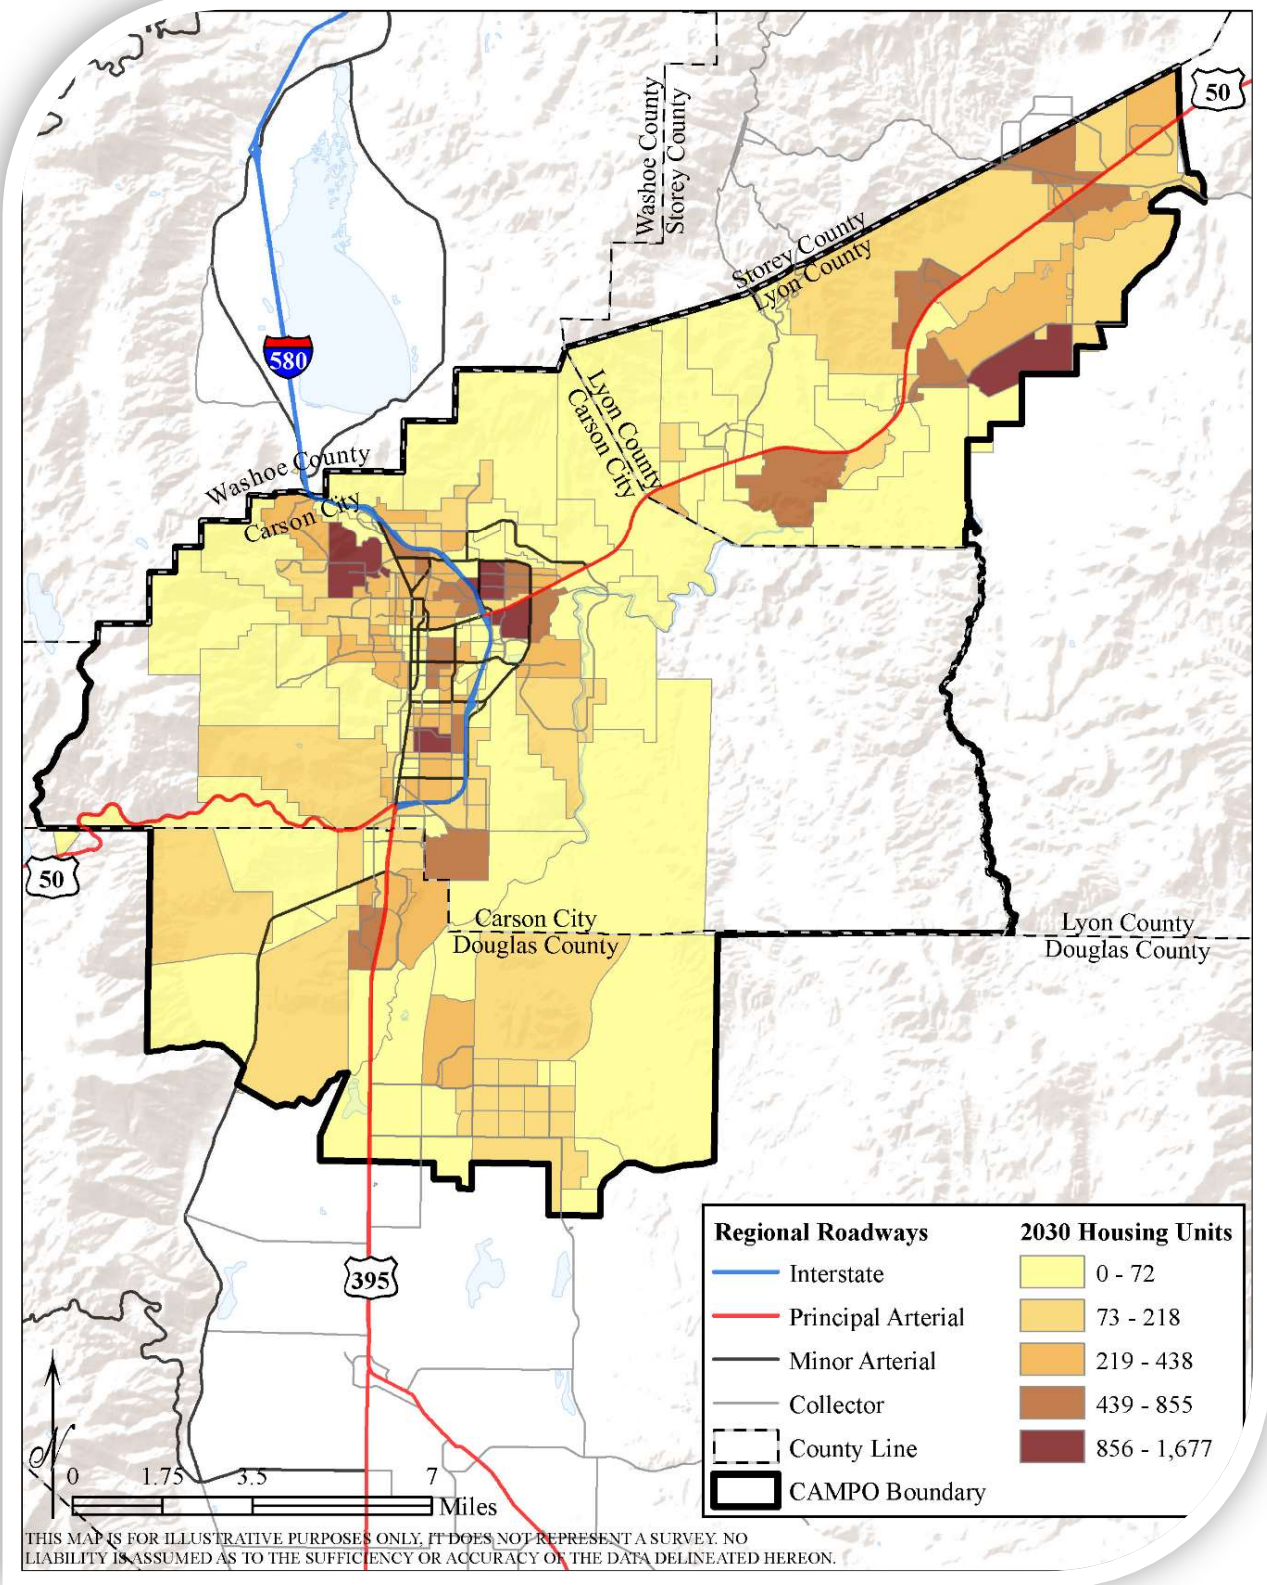 50
Washoe County
Storey County
Storey County
Lyon County
580
Lyon County
Carson City
Washoe County
Carson City
50
Carson City
Douglas County
Lyon County
Douglas County
395
Regional Roadways
Interstate
Principal Arterial
Minor Arterial
Collector
County Line
CAMPO Boundary
2030 Housing Units
0 - 72
73 - 218
219 - 438
439 - 855
856 - 1,677
N
0 1.75 3.5 7
Miles
THIS MAP IS FOR ILLUSTRATIVE PURPOSES ONLY, IT DOES NOT REPRESENT A SURVEY. NO
LIABILITY IS ASSUMED AS TO THE SUFFICIENCY OR ACCURACY OF THE DATA DELINEATED HEREON.